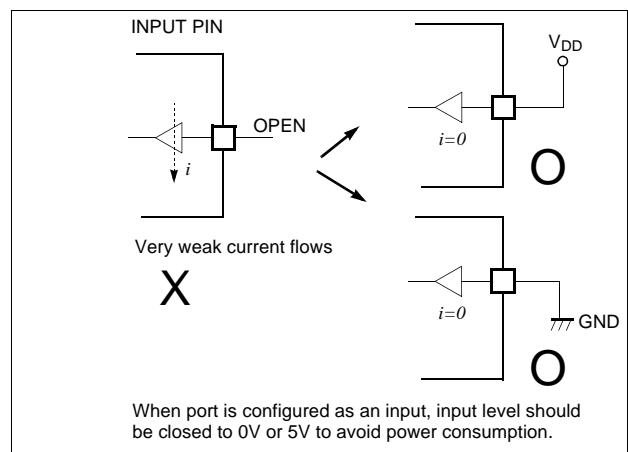 INPUT PIN
OPEN
i
Very weak current flows
X
VDD
i=0
O
i=0
GND
O
When port is configured as an input, input level should
be closed to 0V or 5V to avoid power consumption.